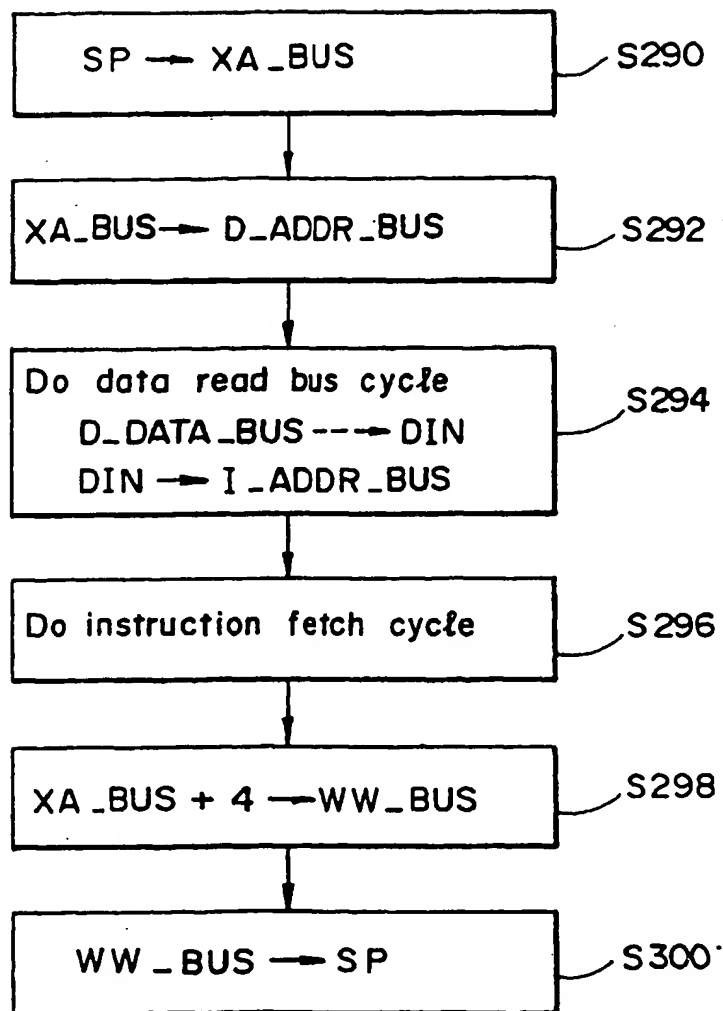 SP → XA_BUS
S290
XA_BUS → D_ADDR_BUS
S292
Do data read bus cycle
D_DATA_BUS ---→ DIN
DIN → I_ADDR_BUS
S294
Do instruction fetch cycle
S296
XA_BUS + 4 → WW_BUS
S298
WW_BUS → SP
S300